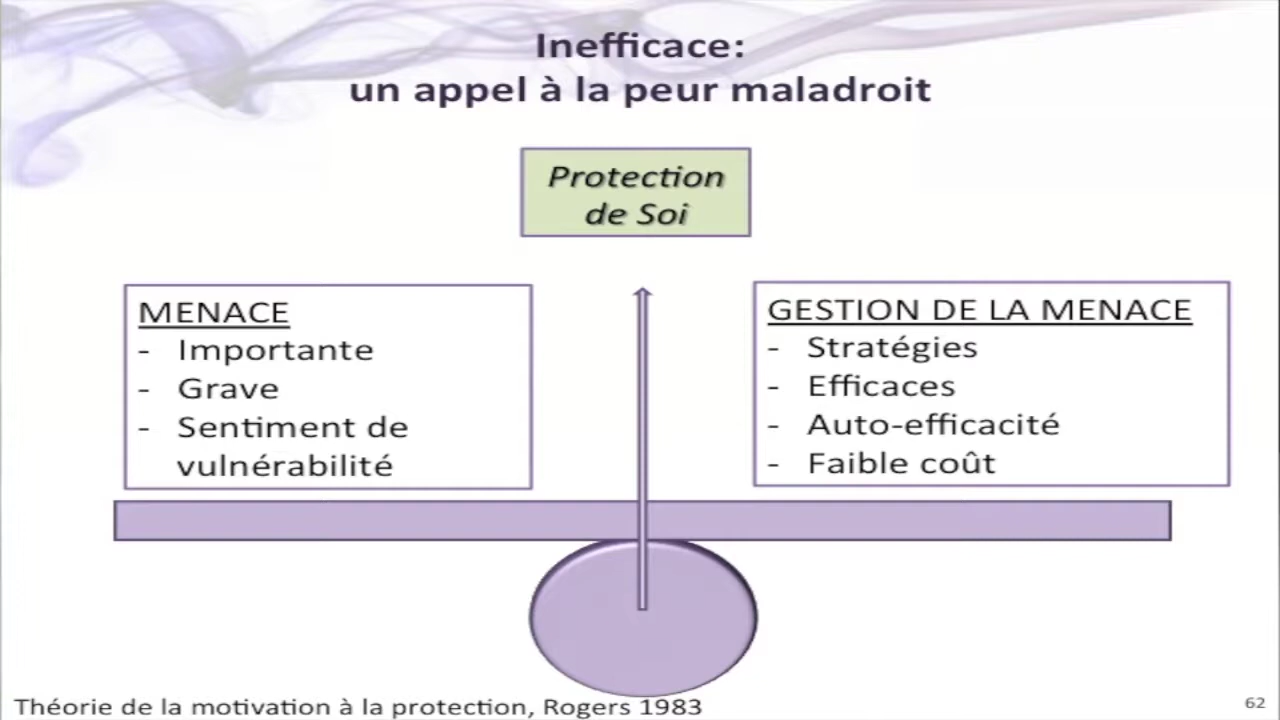 Inefficace:
un appel à la peur maladroit
Protection
de Soi
MENACE
- Importante
- Grave
- Sentiment de
vulnérabilité
GESTION DE LA MENACE
- Stratégies
- Efficaces
- Auto-efficacité
- Faible coût
Théorie de la motivation à la protection, Rogers 1983
62